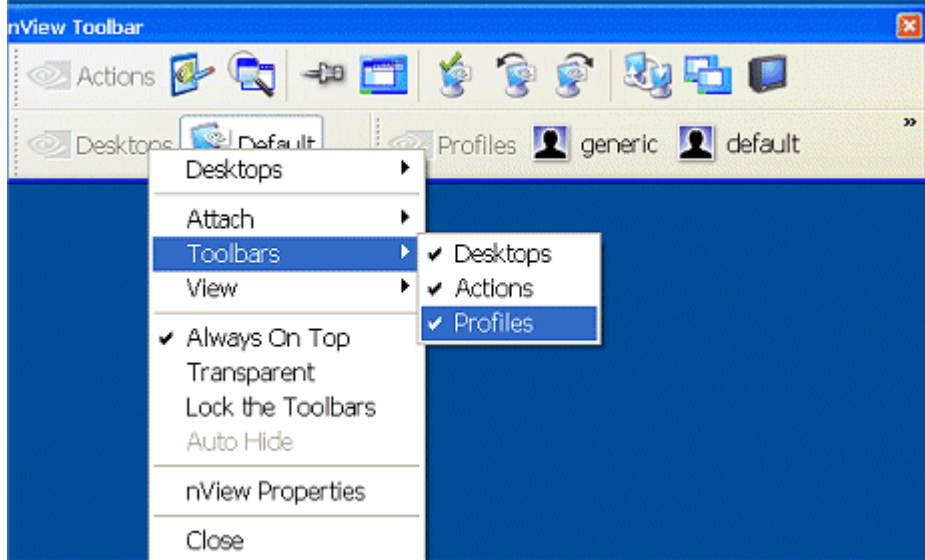 nView Toolbar
Actions
Desktops Default Profiles generic default »
Desktops
Attach
Toolbars
View
Always On Top
Transparent
Lock the Toolbars
Auto Hide
nView Properties
Close
Desktops
Actions
Profiles